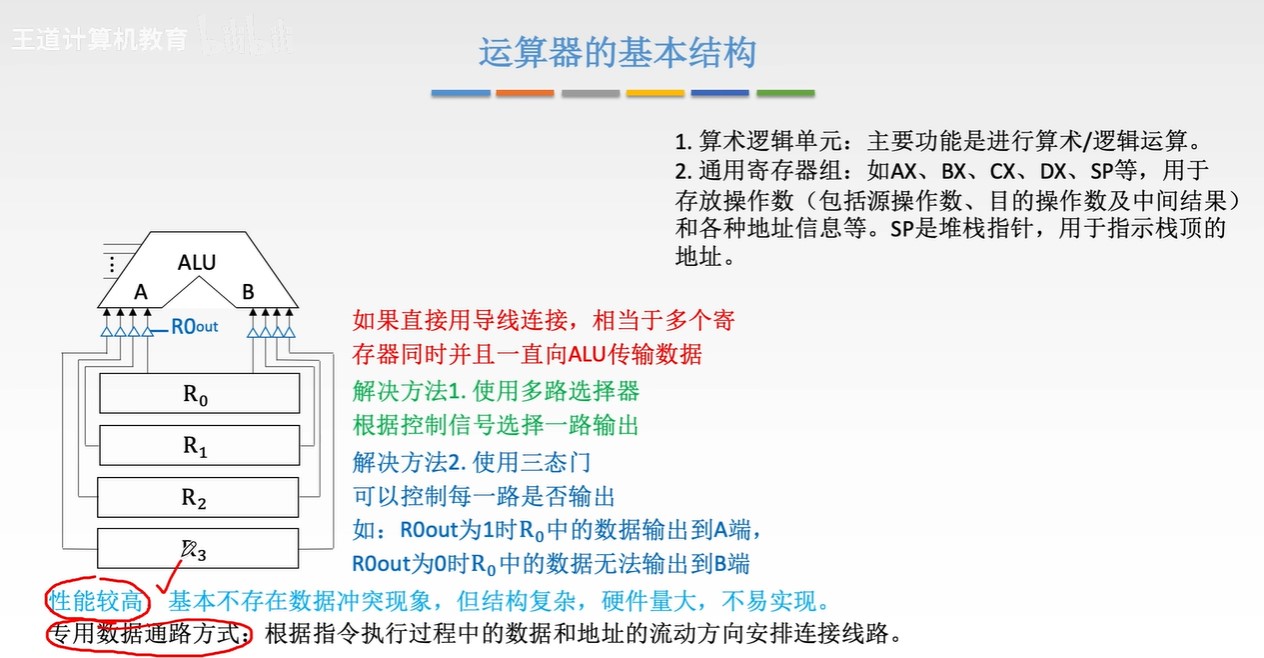 王道计算机教育
bilibili
运算器的基本结构
1. 算术逻辑单元：主要功能是进行算术/逻辑运算。
2. 通用寄存器组：如AX、BX、CX、DX、SP等，用于
存放操作数（包括源操作数、目的操作数及中间结果）
和各种地址信息等。SP是堆栈指针，用于指示栈顶的
地址。
ALU
A B
R0out
R0
R1
R2
R3
如果直接用导线连接，相当于多个寄
存器同时并且一直向ALU传输数据
解决方法1. 使用多路选择器
根据控制信号选择一路输出
解决方法2. 使用三态门
可以控制每一路是否输出
如：R0out为1时R0中的数据输出到A端，
R0out为0时R0中的数据无法输出到B端
性能较高 基本不存在数据冲突现象，但结构复杂，硬件量大，不易实现。
专用数据通路方式：根据指令执行过程中的数据和地址的流动方向安排连接线路。